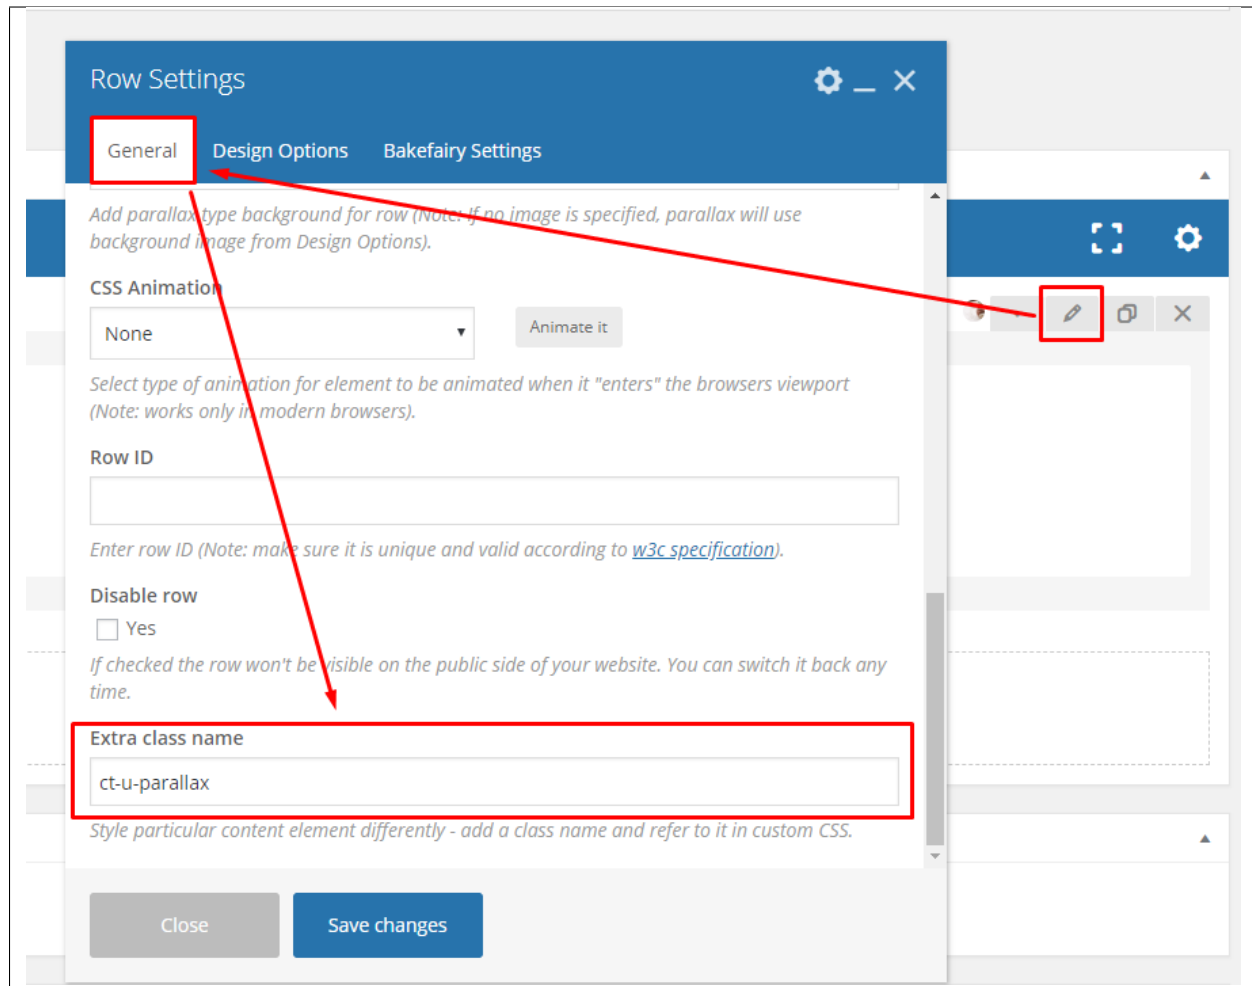 Row Settings
General
Design Options
Bakefairy Settings
Add parallax type background for row (Note: If no image is specified, parallax will use
background image from Design Options).
CSS Animation
None
Animate it
Select type of animation for element to be animated when it "enters" the browsers viewport
(Note: works only in modern browsers).
Row ID
Enter row ID (Note: make sure it is unique and valid according to w3c specification).
Disable row
Yes
If checked the row won't be visible on the public side of your website. You can switch it back any
time.
Extra class name
ct-u-parallax
Style particular content element differently - add a class name and refer to it in custom CSS.
Close
Save changes